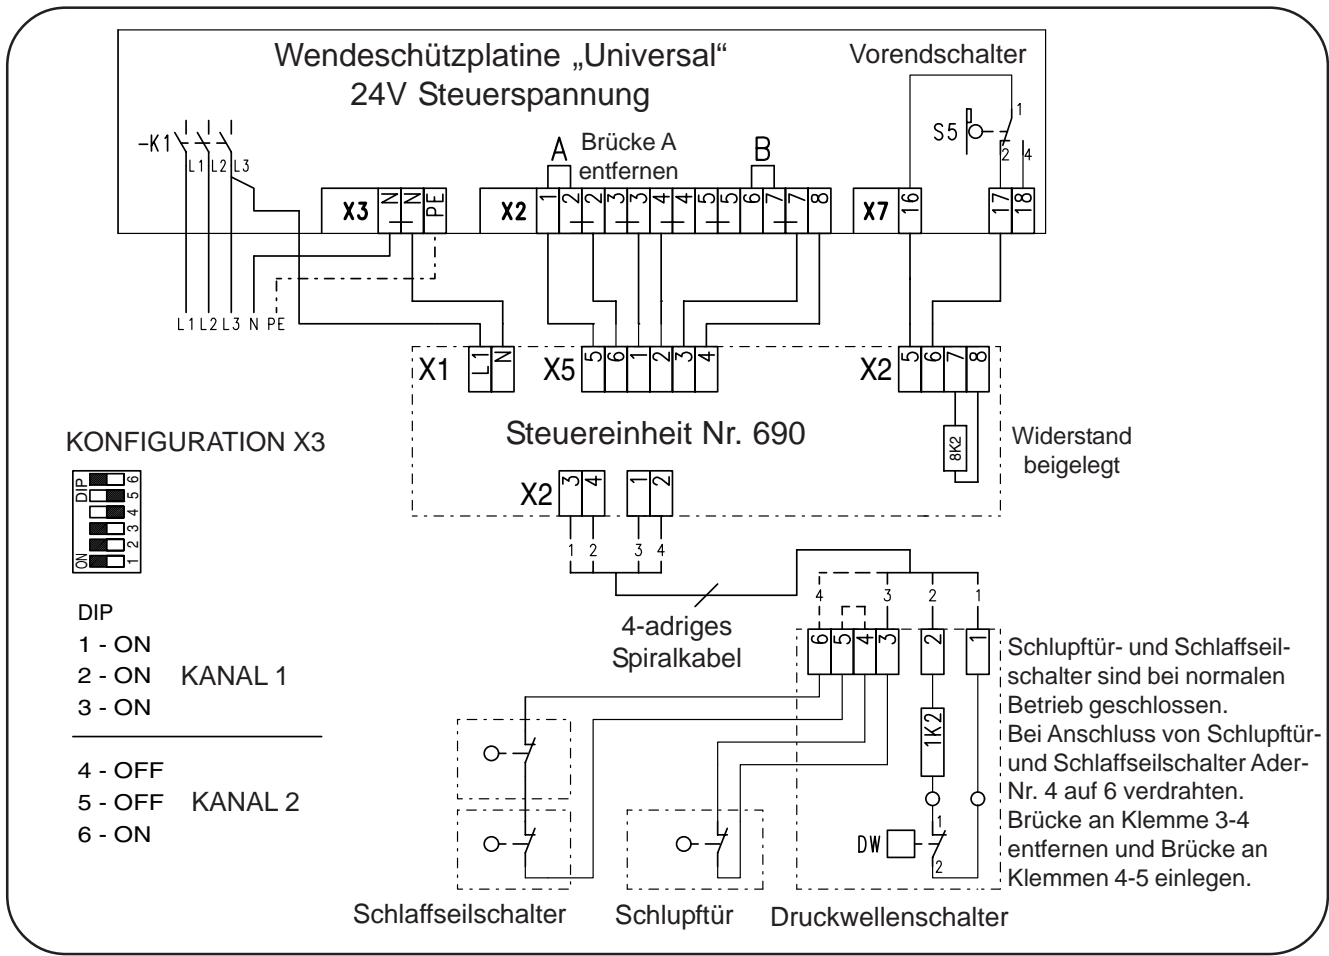 Wendeschützplatine „Universal“
24V Steuerspannung
Vorendschalter
-K1
L1 L2 L3
A
Brücke A
entfernen
B
S5
1
2 4
X3 N N PE
X2 1 2 2 3 3 4 4 5 5 6 7 7 8
X7 16 17 18
L1 L2 L3 N PE
X1 L1 N
X5 5 6 1 2 3 4
X2 5 6 7 8
Steuereinheit Nr. 690
8K2
Widerstand
beigelegt
X2 3 4 1 2
1 2 3 4
KONFIGURATION X3
DIP
ON
1 2 3 4 5 6
DIP
1 - ON
2 - ON KANAL 1
3 - ON
4 - OFF
5 - OFF KANAL 2
6 - ON
4-adriges
Spiralkabel
4 3 2 1
6 5 4 3 2 1
1K2
DW
1
2
Schlupftür- und Schlaffseil-
schalter sind bei normalen
Betrieb geschlossen.
Bei Anschluss von Schlupftür-
und Schlaffseilschalter Ader-
Nr. 4 auf 6 verdrahten.
Brücke an Klemme 3-4
entfernen und Brücke an
Klemmen 4-5 einlegen.
Schlaffseilschalter
Schlupftür
Druckwellenschalter